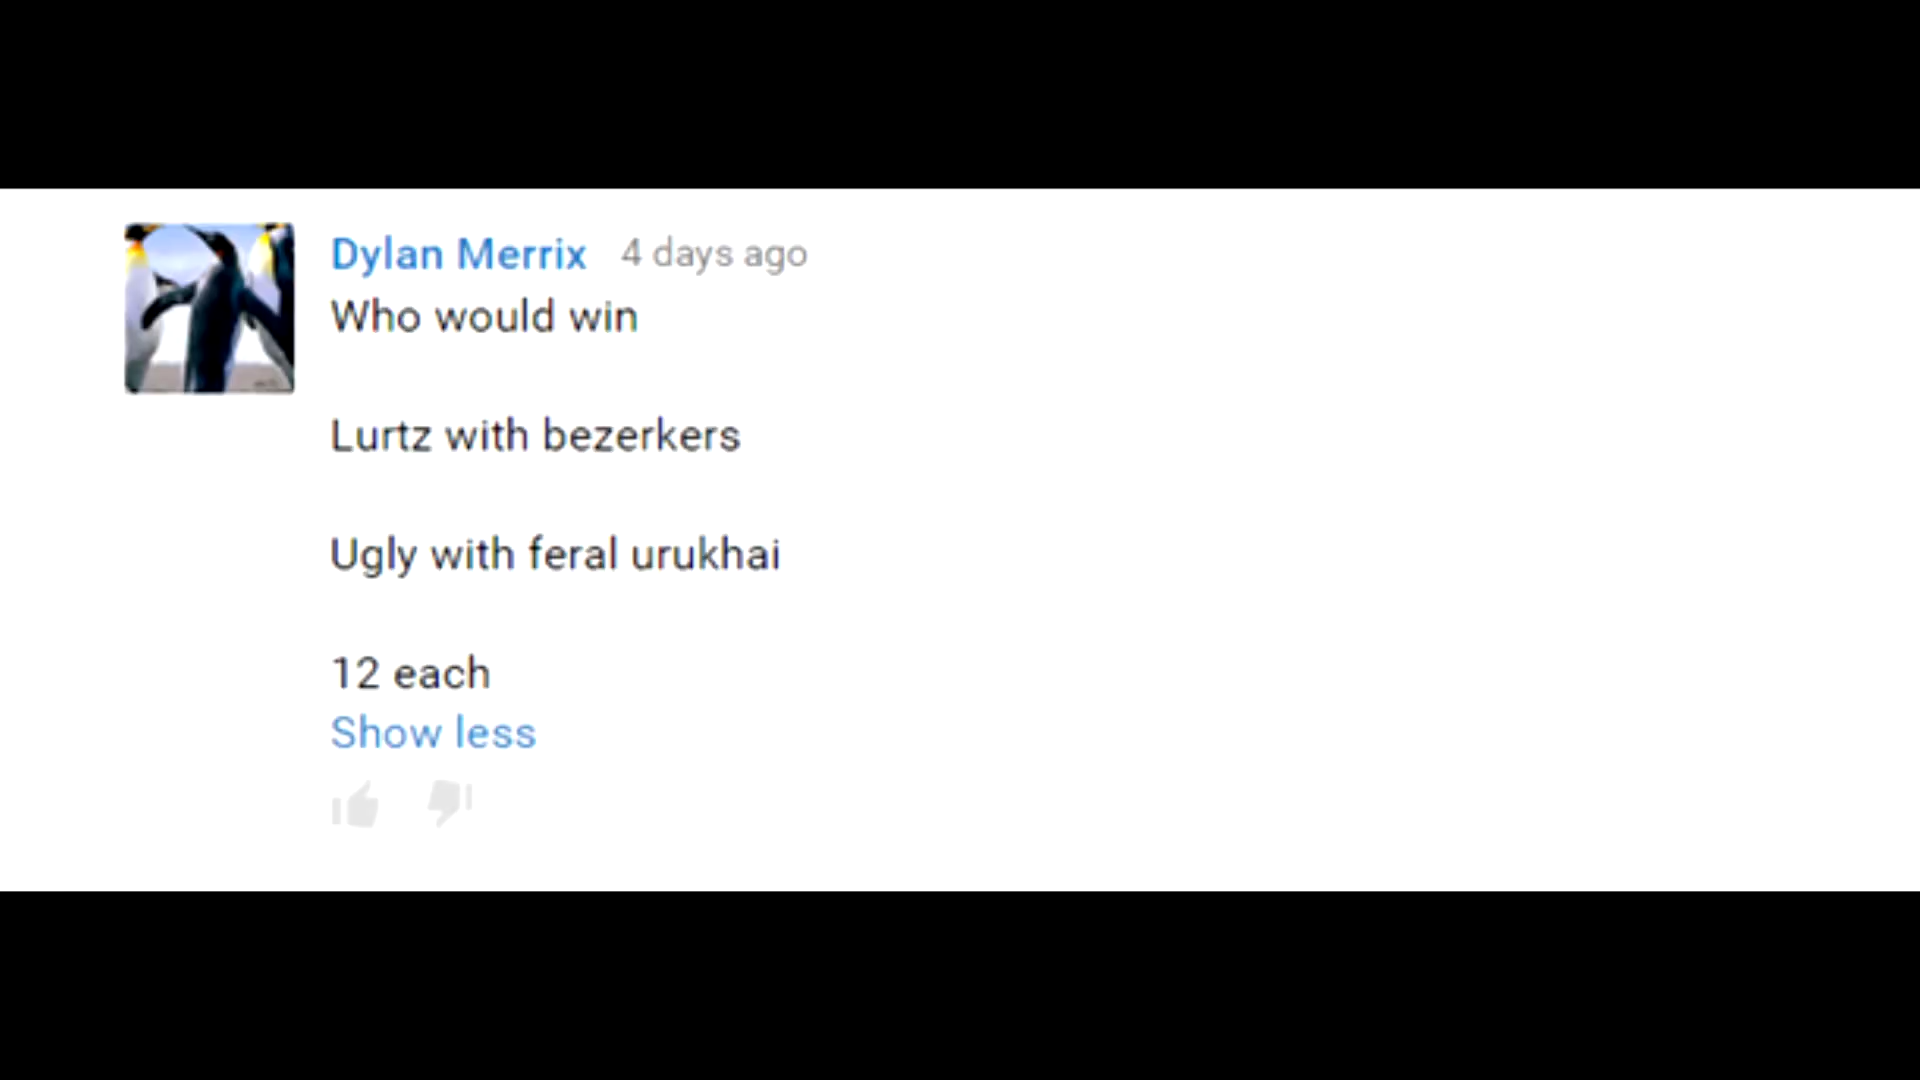 Dylan Merrix 4 days ago
Who would win
Lurtz with bezerkers
Ugly with feral urukhai
12 each
Show less